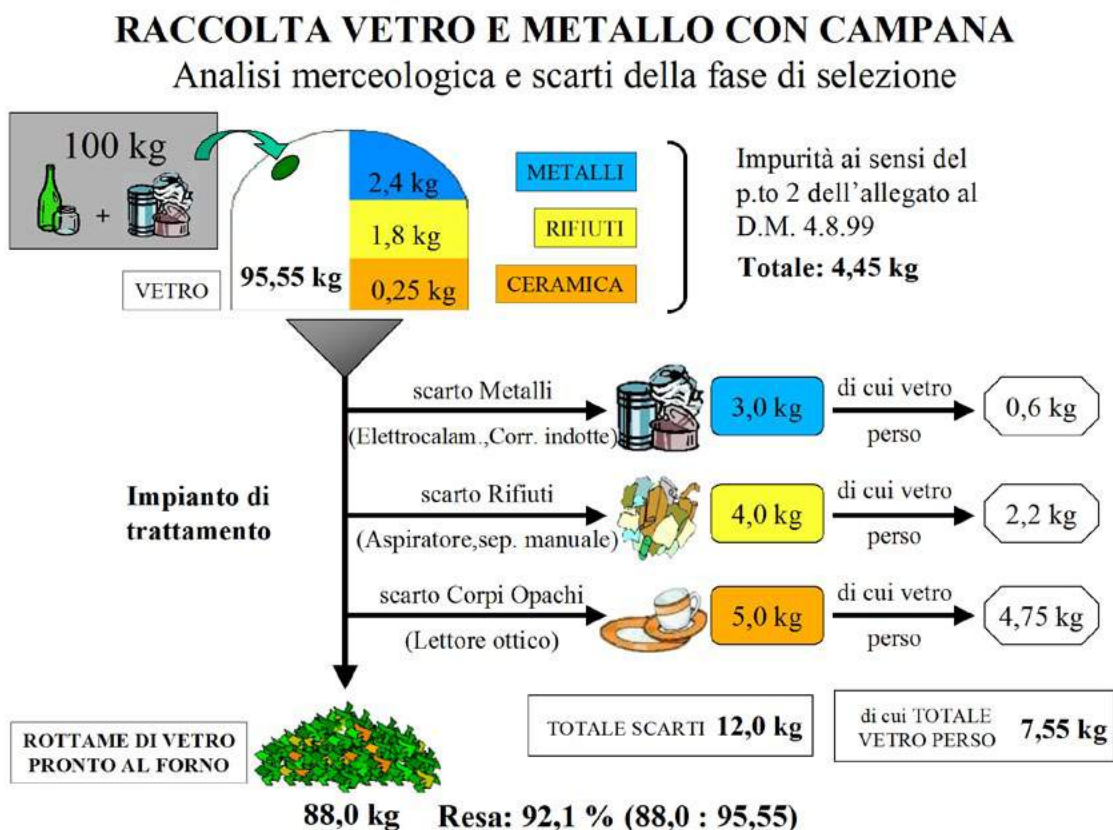 RACCOLTA VETRO E METALLO CON CAMPANA
Analisi merceologica e scarti della fase di selezione
100 kg
+
2,4 kg
1,8 kg
0,25 kg
95,55 kg
VETRO
METALLI
RIFIUTI
CERAMICA
Impurità ai sensi del
p.to 2 dell'allegato al
D.M. 4.8.99
Totale: 4,45 kg
Impianto di
trattamento
scarto Metalli
(Elettrocalam.,Corr. indotte)
3,0 kg
di cui vetro
perso
0,6 kg
scarto Rifiuti
(Aspiratore,sep. manuale)
4,0 kg
di cui vetro
perso
2,2 kg
scarto Corpi Opachi
(Lettore ottico)
5,0 kg
di cui vetro
perso
4,75 kg
ROTTAME DI VETRO
PRONTO AL FORNO
TOTALE SCARTI 12,0 kg
di cui TOTALE
VETRO PERSO 7,55 kg
88,0 kg Resa: 92,1 % (88,0 : 95,55)